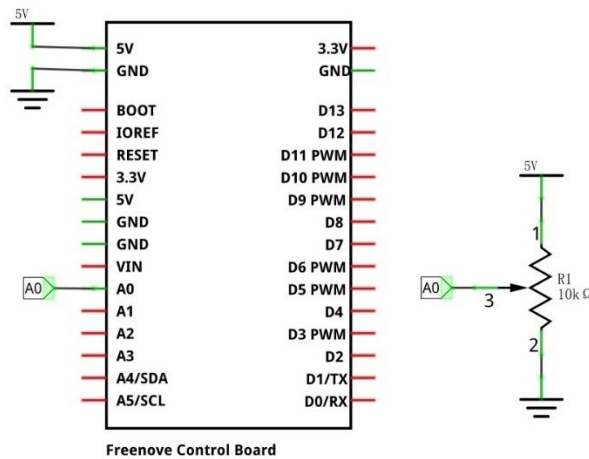 5V
5V 3.3V
GND GND
BOOT D13
IOREF D12
RESET D11 PWM
3.3V D10 PWM
5V D9 PWM
GND D8
GND D7
VIN D6 PWM
A0 A0 D5 PWM
A1 D4
A2 D3 PWM
A3 D2
A4/SDA D1/TX
A5/SCL D0/RX
Freenove Control Board
5V
1
R1
10k Ω
A0
3
2